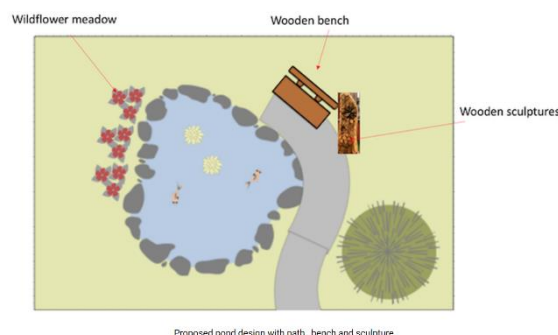 Wildflower meadow
Wooden bench
Wooden sculptures
Proposed pond design with path, bench and sculpture